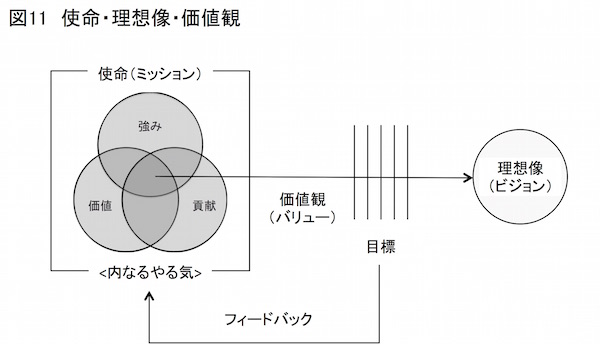 図11　使命・理想像・価値観
使命（ミッション）
強み
価値
貢献
<内なるやる気>
価値観
（バリュー）
目標
理想像
（ビジョン）
フィードバック